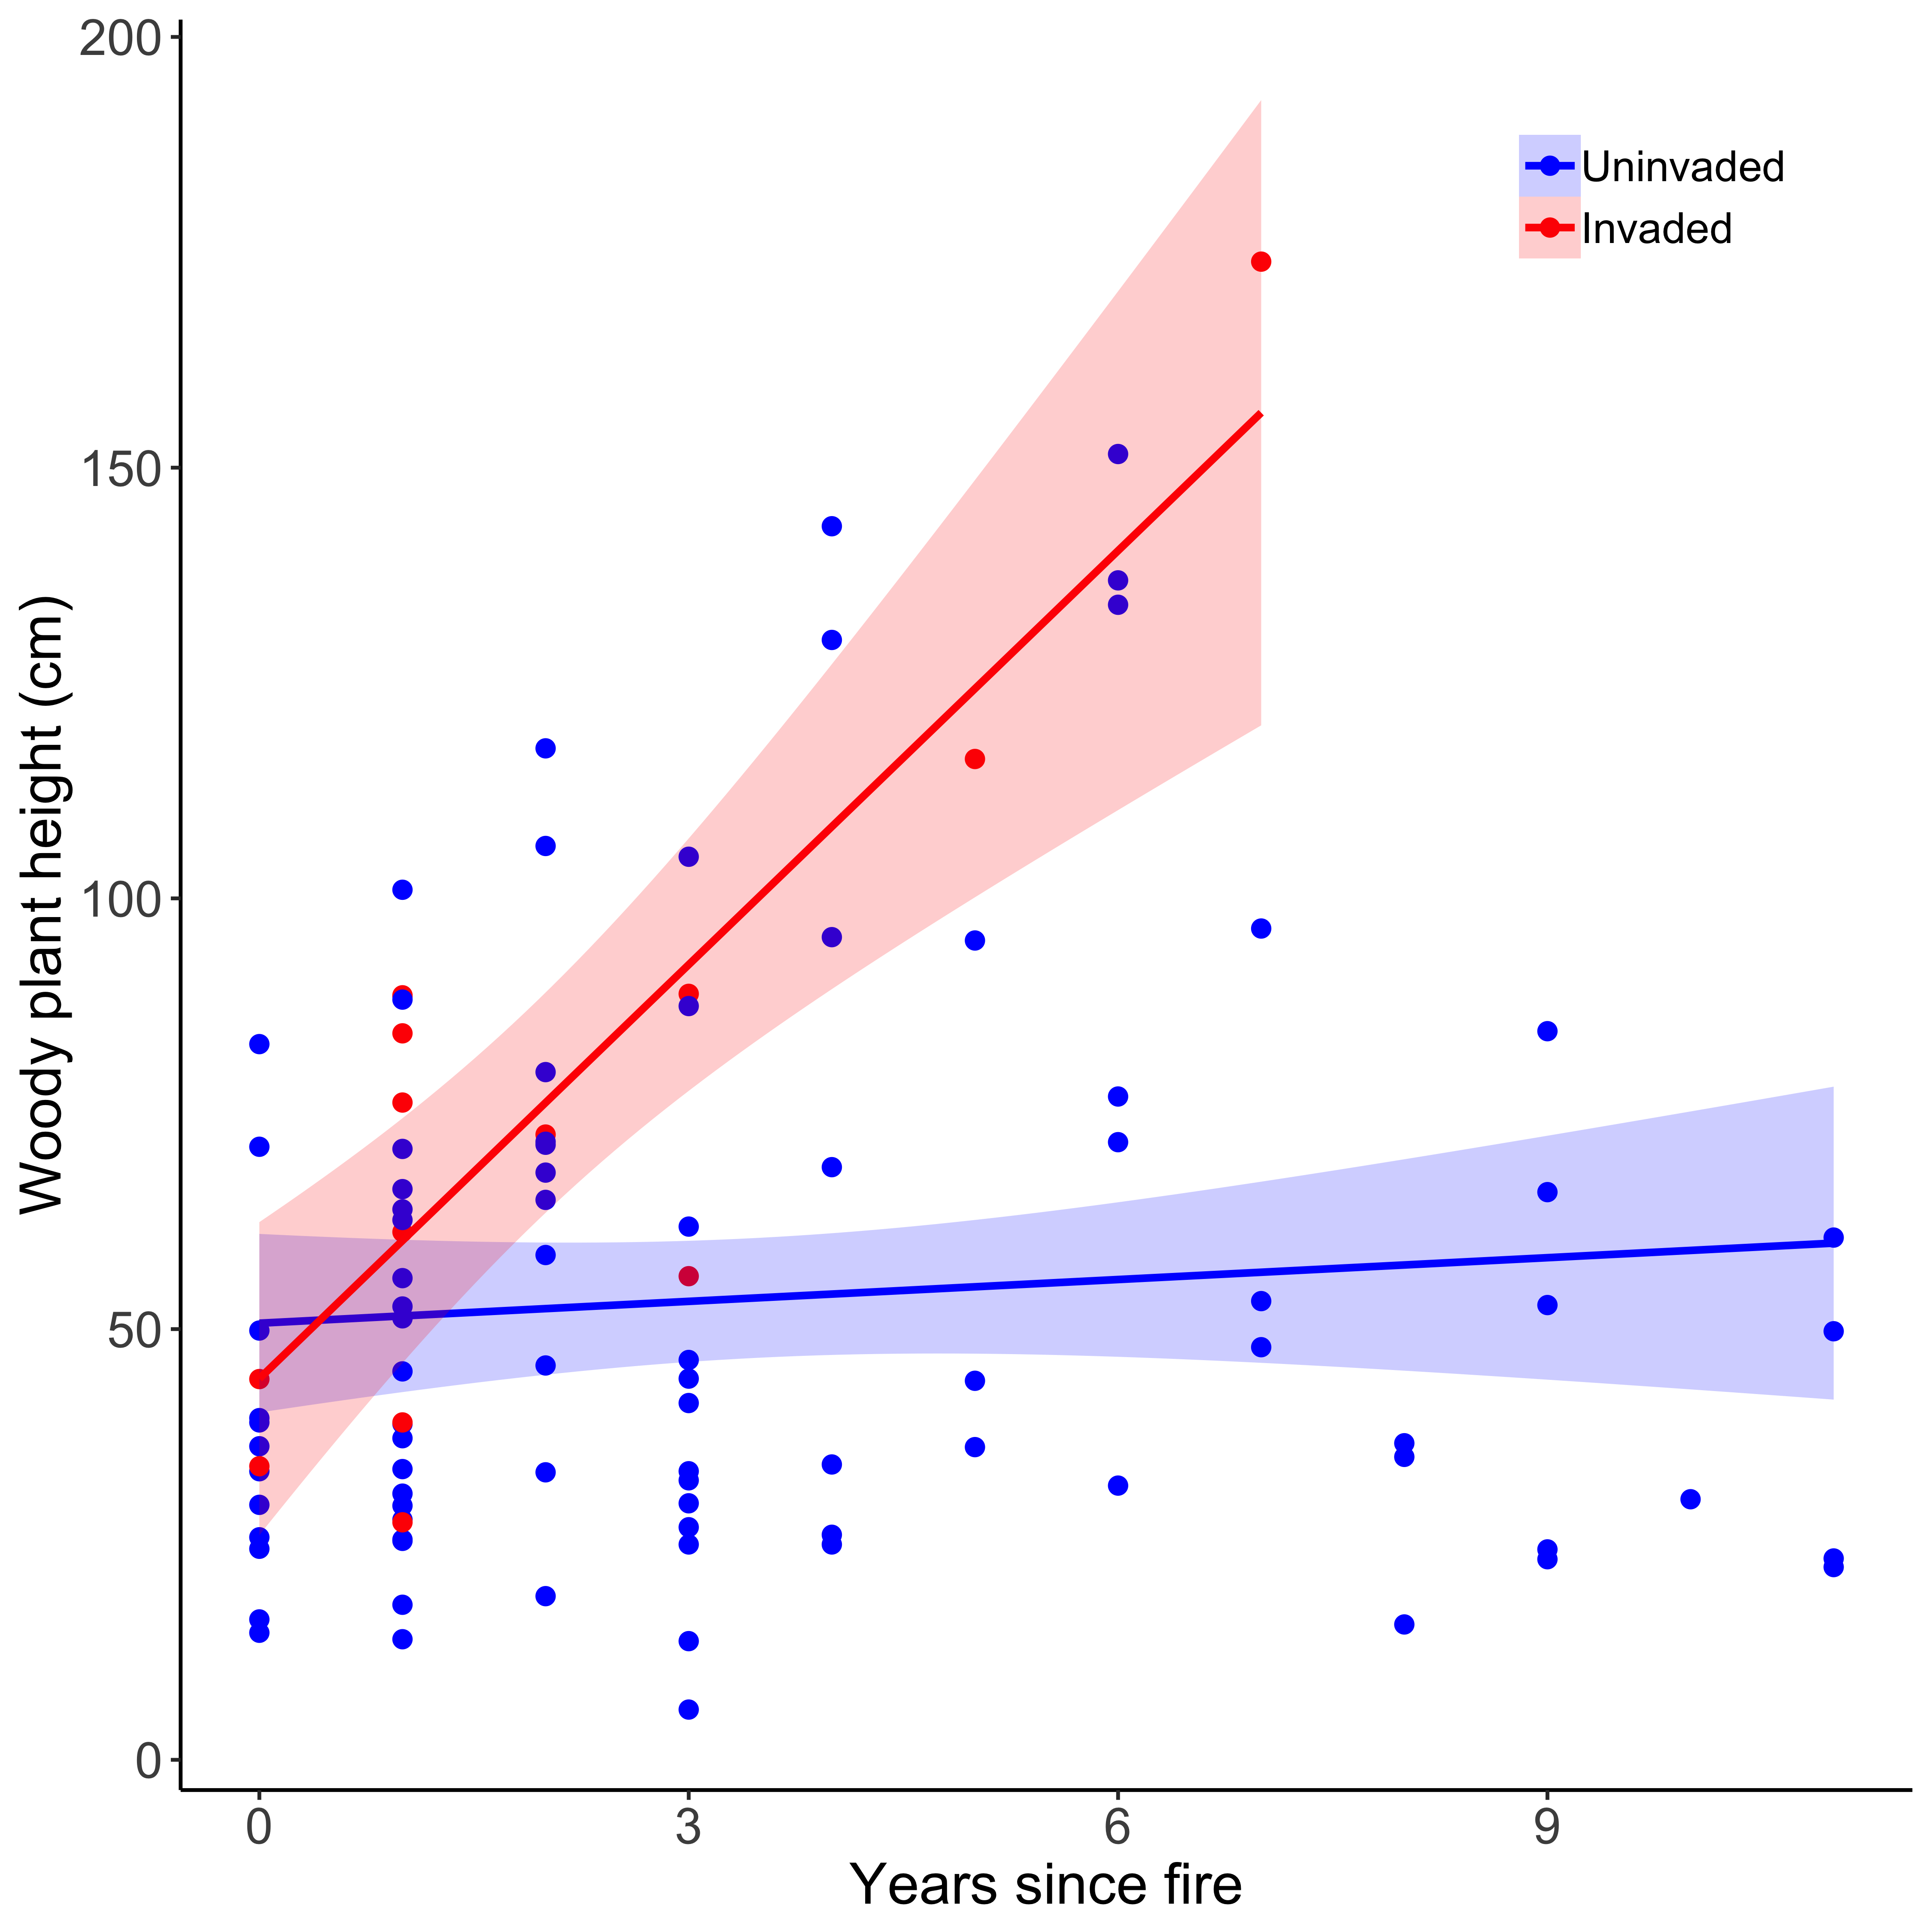 200
150
100
50
0
Woody plant height (cm)
Uninvaded
Invaded
0 3 6 9
Years since fire